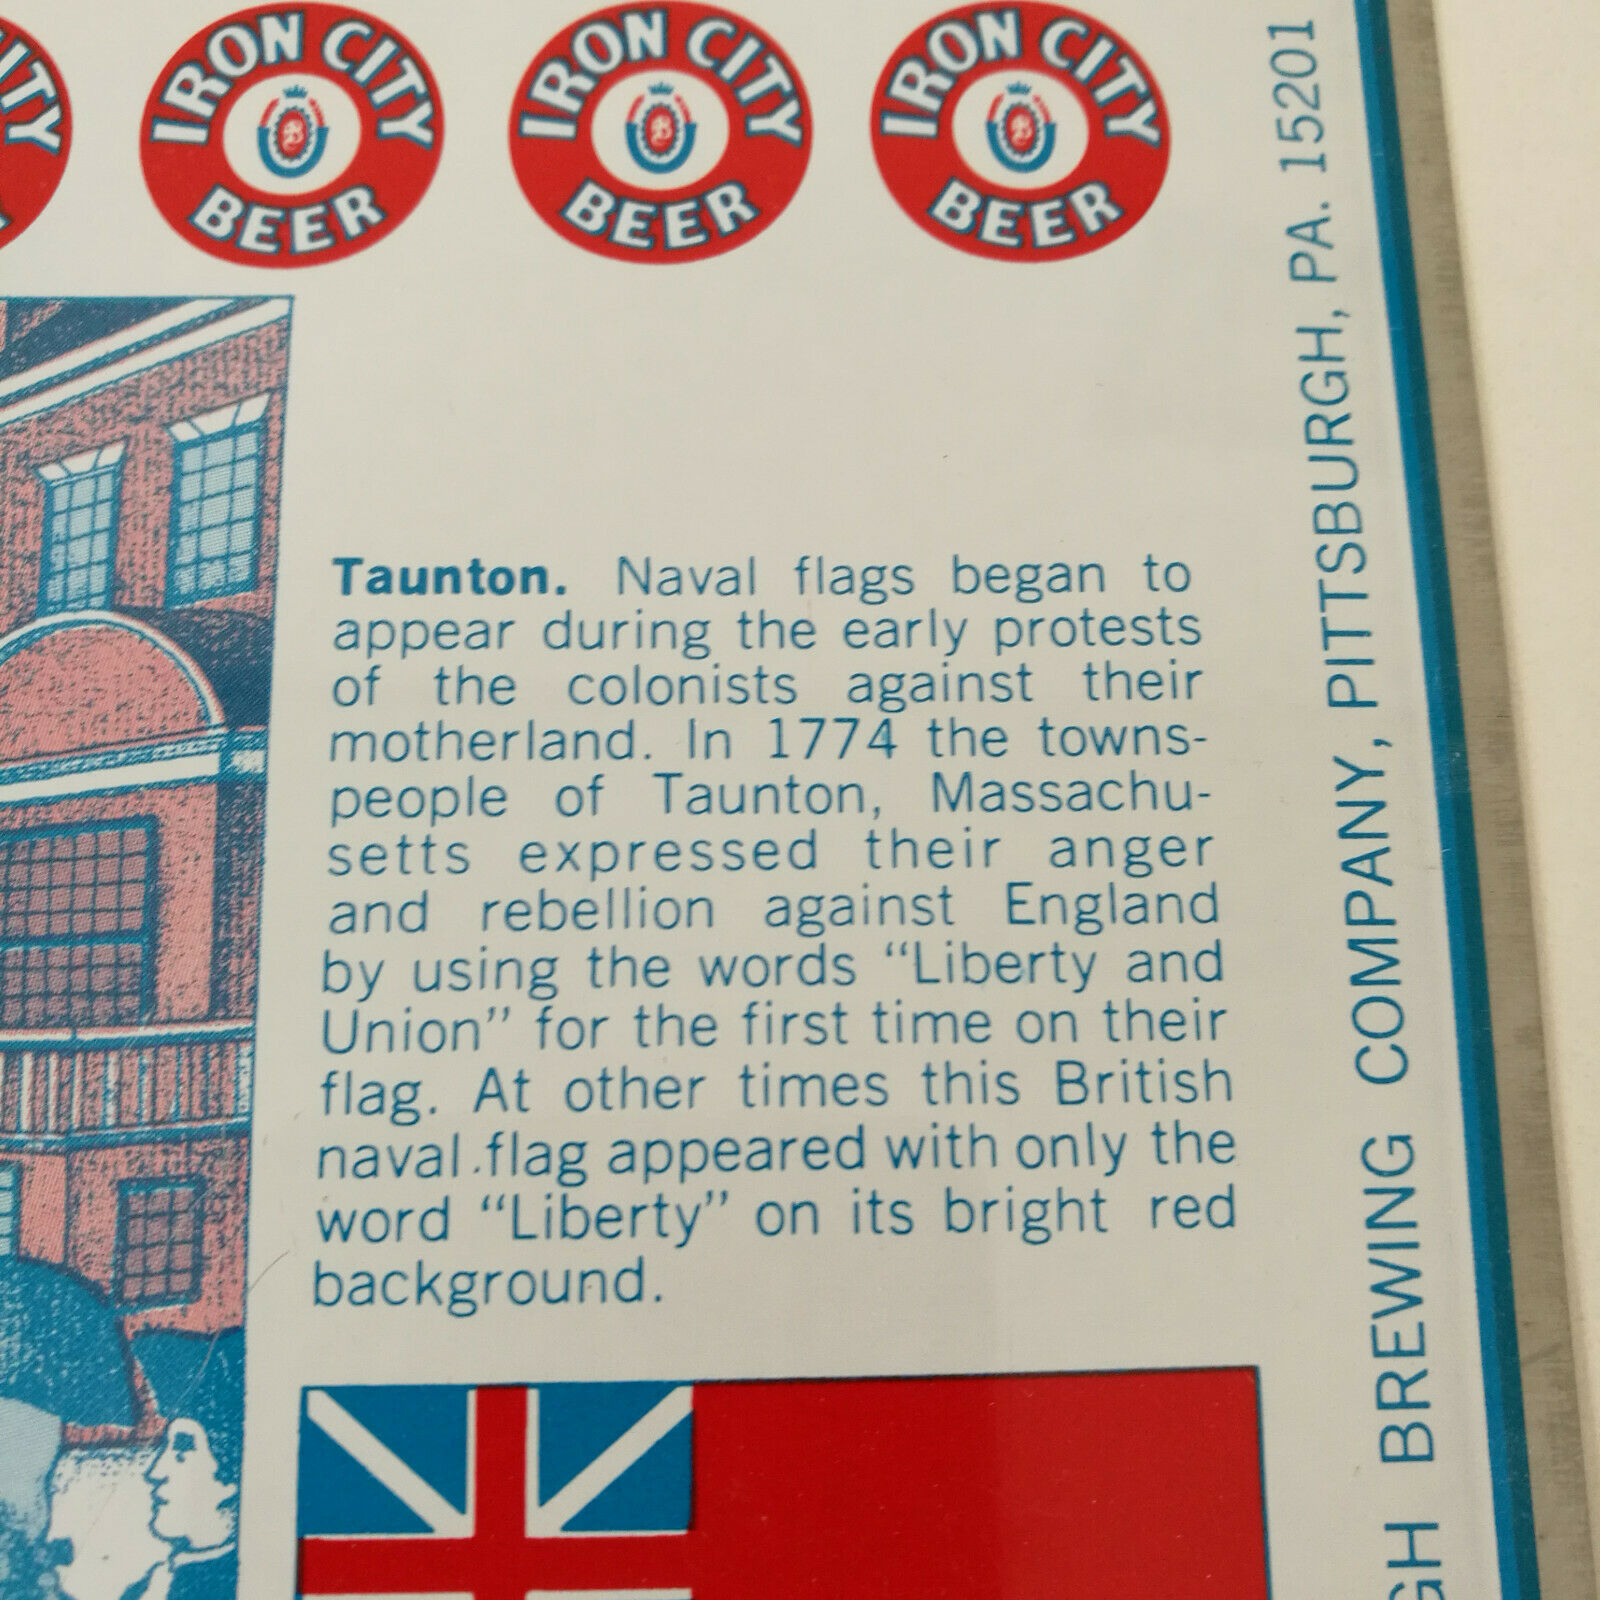 ITY
IRON CITY
BEER
IRON CITY
BEER
IRON CITY
BEER
Taunton. Naval flags began to
appear during the early protests
of the colonists against their
motherland. In 1774 the towns-
people of Taunton, Massachu-
setts expressed their anger
and rebellion against England
by using the words “Liberty and
Union” for the first time on their
flag. At other times this British
naval flag appeared with only the
word “Liberty” on its bright red
background.
GH BREWING COMPANY, PITTSBURGH, PA. 15201